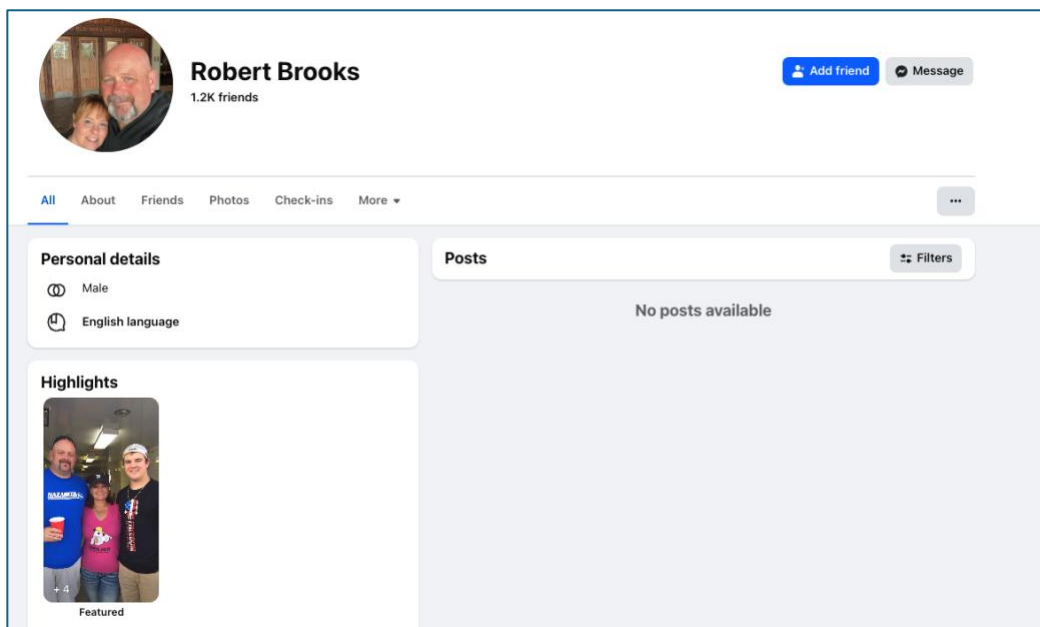 Robert Brooks
1.2K friends
Add friend
Message
All About Friends Photos Check-ins More
...
Personal details
Male
English language
Highlights
+ 4
Featured
Posts
Filters
No posts available